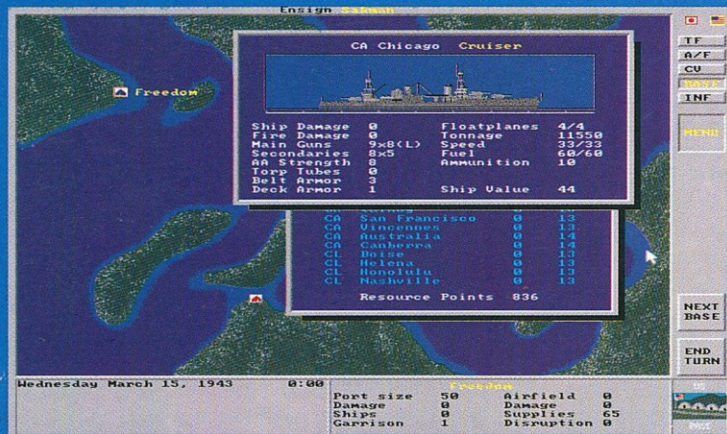 Ensign Sakman
TF
A/F
CV
BASE
INF
MENU
Freedom
CA Chicago Cruiser
Ship Damage 0 Floatplanes 4/4
Fire Damage 0 Tonnage 11550
Main Guns 9x8(L) Speed 33/33
Secondaries 8x5 Fuel 60/60
AA Strength 8 Ammunition 10
Torp Tubes 0
Belt Armor 3
Deck Armor 1 Ship Value 44
CA San Francisco 0 13
CA Vincennes 0 13
CA Australia 0 14
CA Canberra 0 14
CL Boise 0 13
CL Helena 0 13
CL Honolulu 0 13
CL Nashville 0 13
Resource Points 836
NEXT
BASE
END
TURN
Wednesday March 15, 1943 0:00
Freedom
Port size 50 Airfield 0
Damage 0 Damage 0
Ships 0 Supplies 65
Garrison 1 Disruption 0
US
BASE